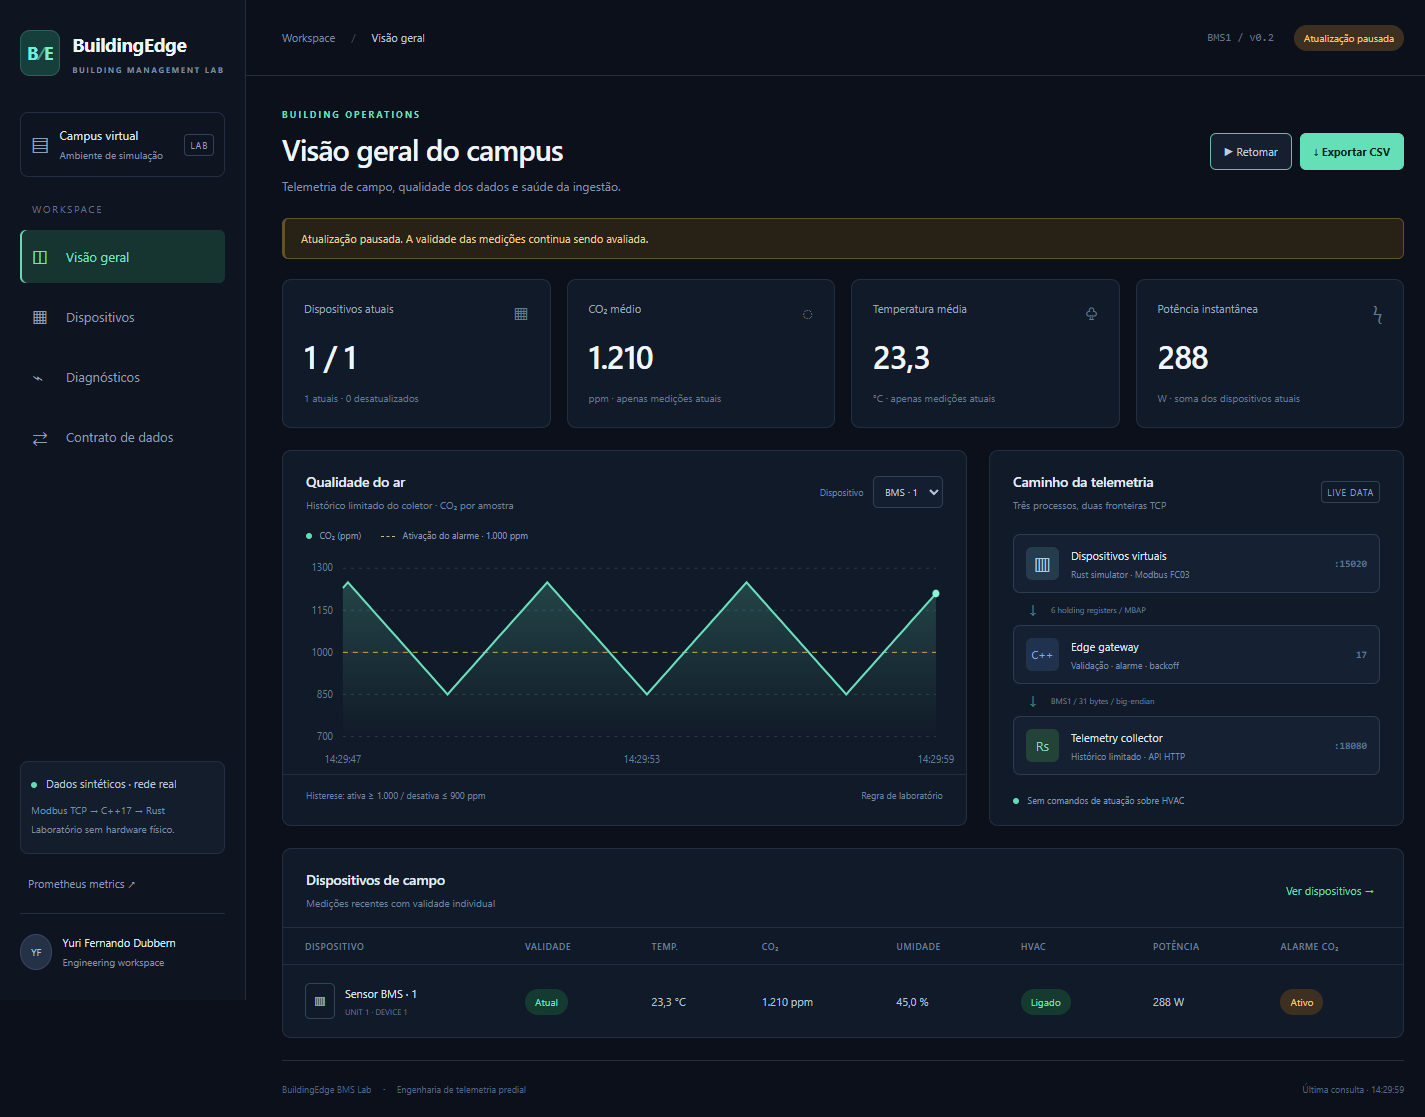 B/E
BuildingEdge
BUILDING MANAGEMENT LAB
Campus virtual
Ambiente de simulação
LAB
WORKSPACE
Visão geral
Dispositivos
Diagnósticos
Contrato de dados
Dados sintéticos · rede real
Modbus TCP → C++17 → Rust
Laboratório sem hardware físico.
Prometheus metrics ↗
YF
Yuri Fernando Dubbern
Engineering workspace
Workspace / Visão geral
BMS1 / v0.2
Atualização pausada
BUILDING OPERATIONS
Visão geral do campus
Telemetria de campo, qualidade dos dados e saúde da ingestão.
▶ Retomar
↓ Exportar CSV
Atualização pausada. A validade das medições continua sendo avaliada.
Dispositivos atuais
1 / 1
1 atuais · 0 desatualizados
CO₂ médio
1.210
ppm · apenas medições atuais
Temperatura média
23,3
°C · apenas medições atuais
Potência instantânea
288
W · soma dos dispositivos atuais
Qualidade do ar
Histórico limitado do coletor · CO₂ por amostra
Dispositivo
BMS · 1
CO₂ (ppm)
Ativação do alarme · 1.000 ppm
1300
1150
1000
850
700
14:29:47
14:29:53
14:29:59
Histerese: ativa ≥ 1.000 / desativa ≤ 900 ppm
Regra de laboratório
Caminho da telemetria
Três processos, duas fronteiras TCP
LIVE DATA
Dispositivos virtuais
Rust simulator · Modbus FC03
:15020
↓ 6 holding registers / MBAP
C++
Edge gateway
Validação · alarme · backoff
17
↓ BMS1 / 31 bytes / big-endian
Rs
Telemetry collector
Histórico limitado · API HTTP
:18080
Sem comandos de atuação sobre HVAC
Dispositivos de campo
Medições recentes com validade individual
Ver dispositivos →
DISPOSITIVO VALIDADE TEMP. CO₂ UMIDADE HVAC POTÊNCIA ALARME CO₂
Sensor BMS · 1
UNIT 1 · DEVICE 1
Atual 23,3 °C 1.210 ppm 45,0 % Ligado 288 W Ativo
BuildingEdge BMS Lab · Engenharia de telemetria predial
Última consulta · 14:29:59